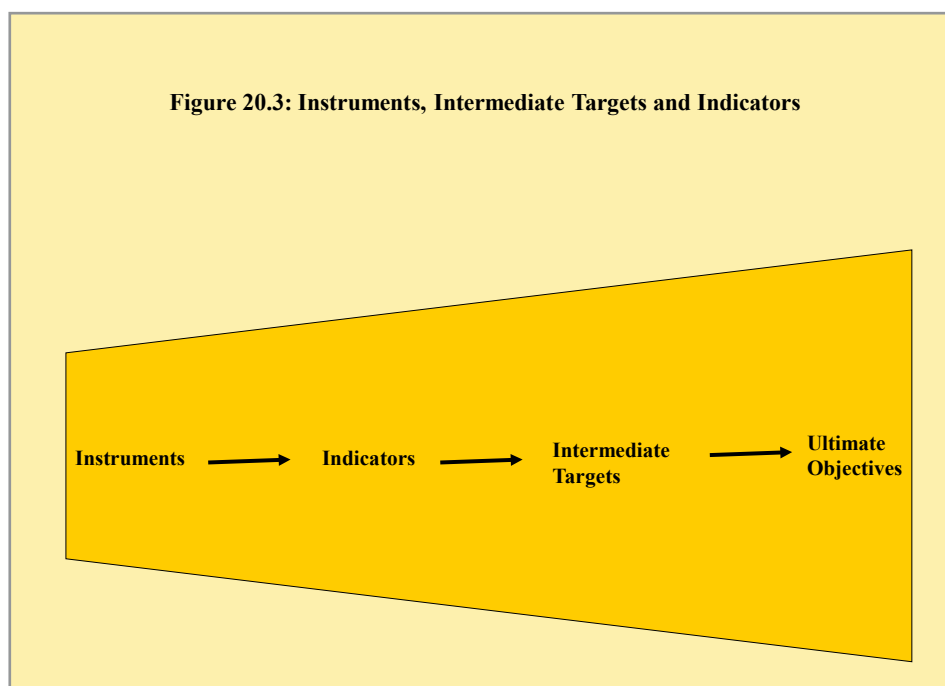 Figure 20.3: Instruments, Intermediate Targets and Indicators
Instruments
Indicators
Intermediate
Targets
Ultimate
Objectives